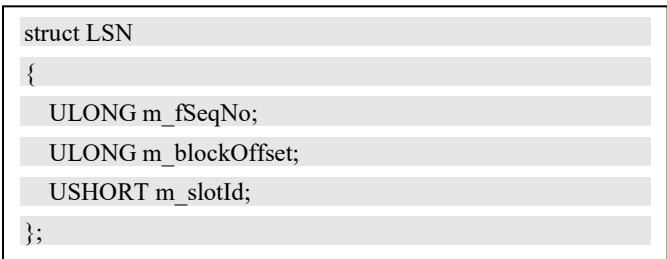 struct LSN
{
ULONG m_fSeqNo;
ULONG m_blockOffset;
USHORT m_slotId;
};